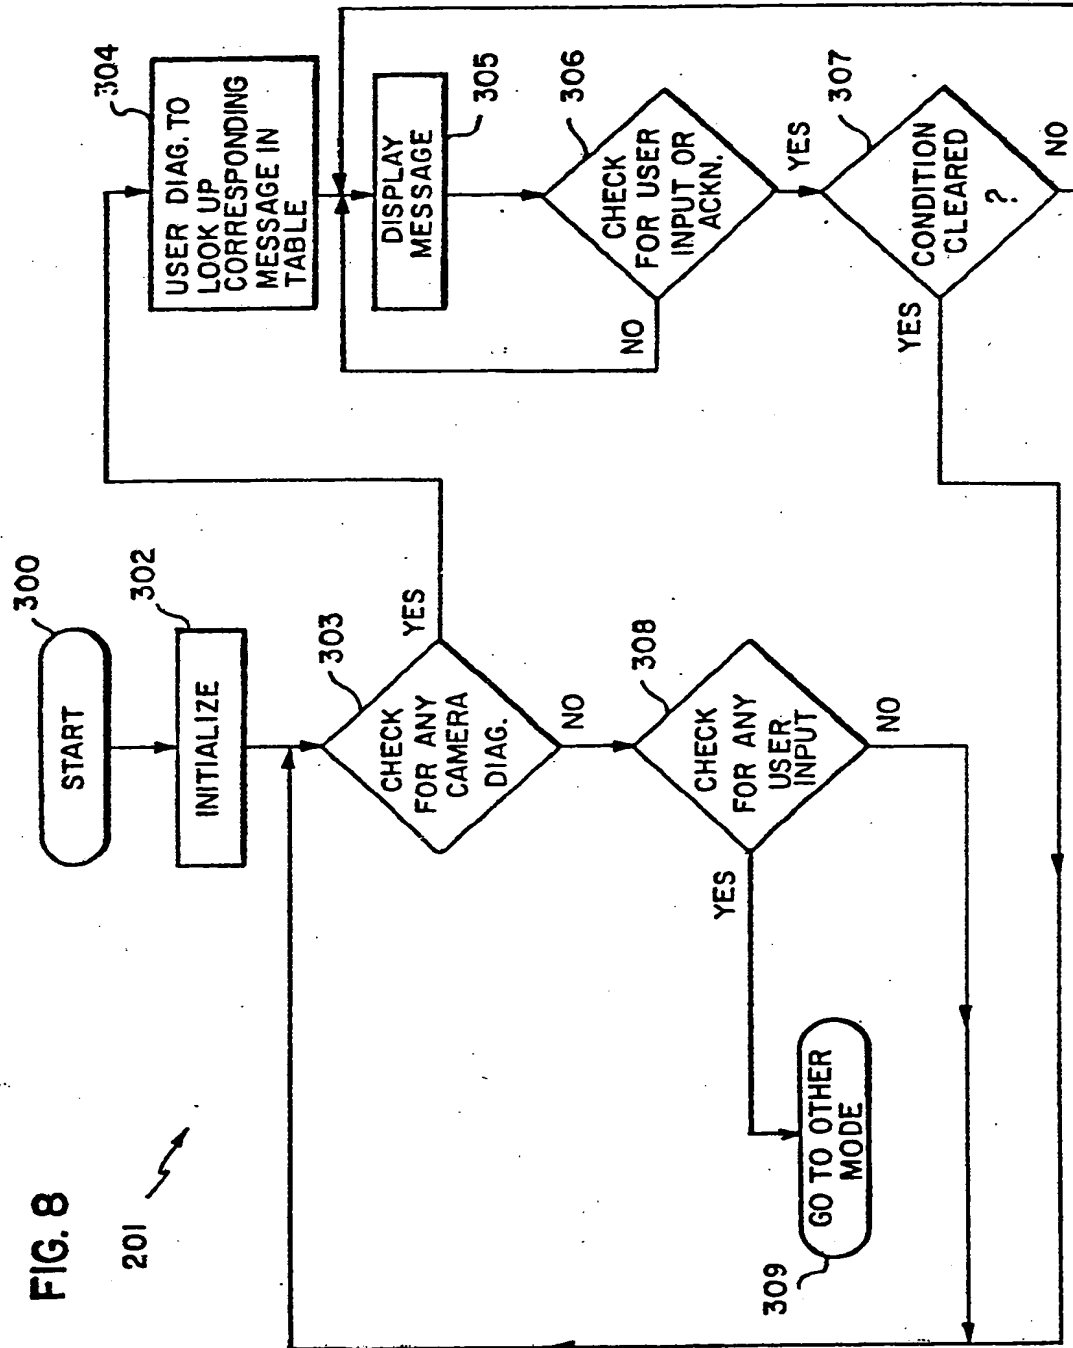 FIG. 8
201
START
300
INITIALIZE
302
CHECK
FOR ANY
CAMERA
DIAG.
303
YES
NO
CHECK
FOR ANY
USER
INPUT
308
YES
NO
GO TO OTHER
MODE
309
USER DIAG. TO
LOOK UP
CORRESPONDING
MESSAGE IN
TABLE
304
DISPLAY
MESSAGE
305
CHECK
FOR USER
INPUT OR
ACKN.
306
NO
YES
CONDITION
CLEARED
?
307
YES
NO